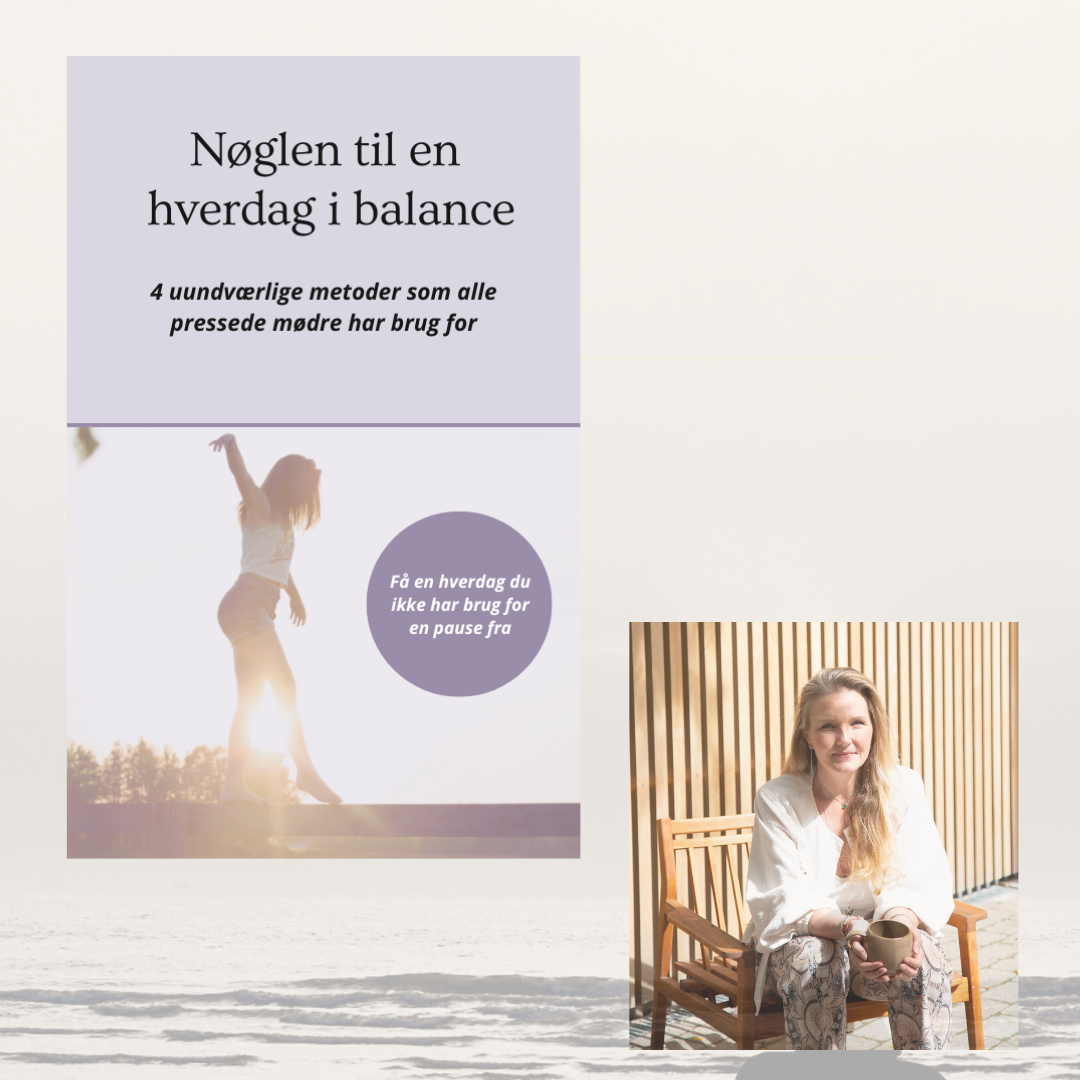 Nøglen til en
hverdag i balance
4 uundværlige metoder som alle
pressede mødre har brug for
Få en hverdag du
ikke har brug for
en pause fra